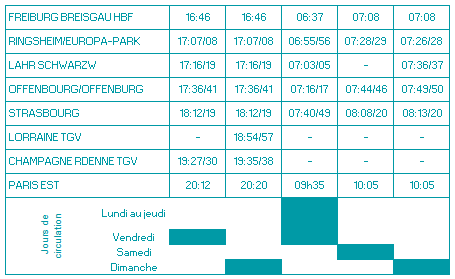 FREIBURG BREISGAU HBF 16:46 16:46 06:37 07:08 07:08
RINGSHEIM/EUROPA-PARK 17:07/08 17:07/08 06:55/56 07:28/29 07:26/28
LAHR SCHWARZW 17:16/19 17:16/19 07:03/05 - 07:36/37
OFFENBOURG/OFFENBURG 17:36/41 17:36/41 07:16/17 07:44/46 07:49/50
STRASBOURG 18:12/19 18:12/19 07:40/49 08:08/20 08:13/20
LORRAINE TGV - 18:54/57 - - -
CHAMPAGNE RDENNE TGV 19:27/30 19:35/38 - - -
PARIS EST 20:12 20:20 09h35 10:05 10:05
Jours de
circulation
Lundi au jeudi
Vendredi
Samedi
Dimanche